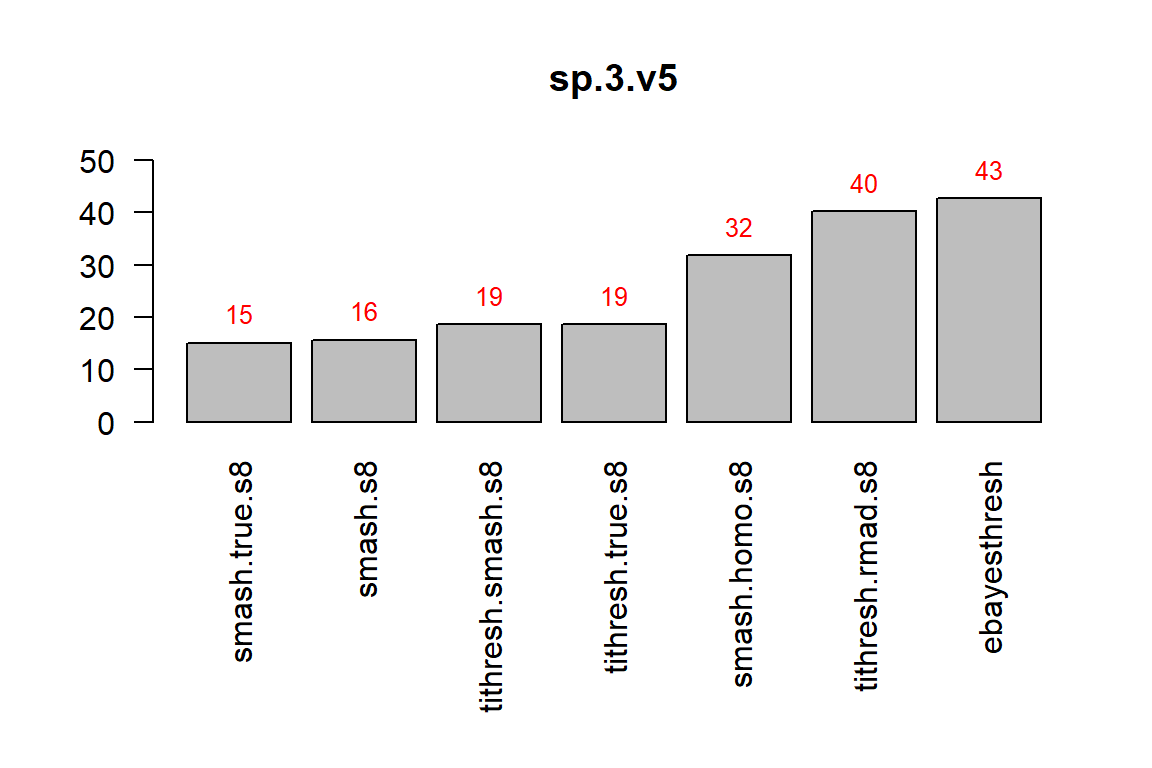 sp.3.v5
50
40
30
20
10
0
15
16
19
19
32
40
43
smash.true.s8
smash.s8
tithresh.smash.s8
tithresh.true.s8
smash.homo.s8
tithresh.rmad.s8
ebayesthresh